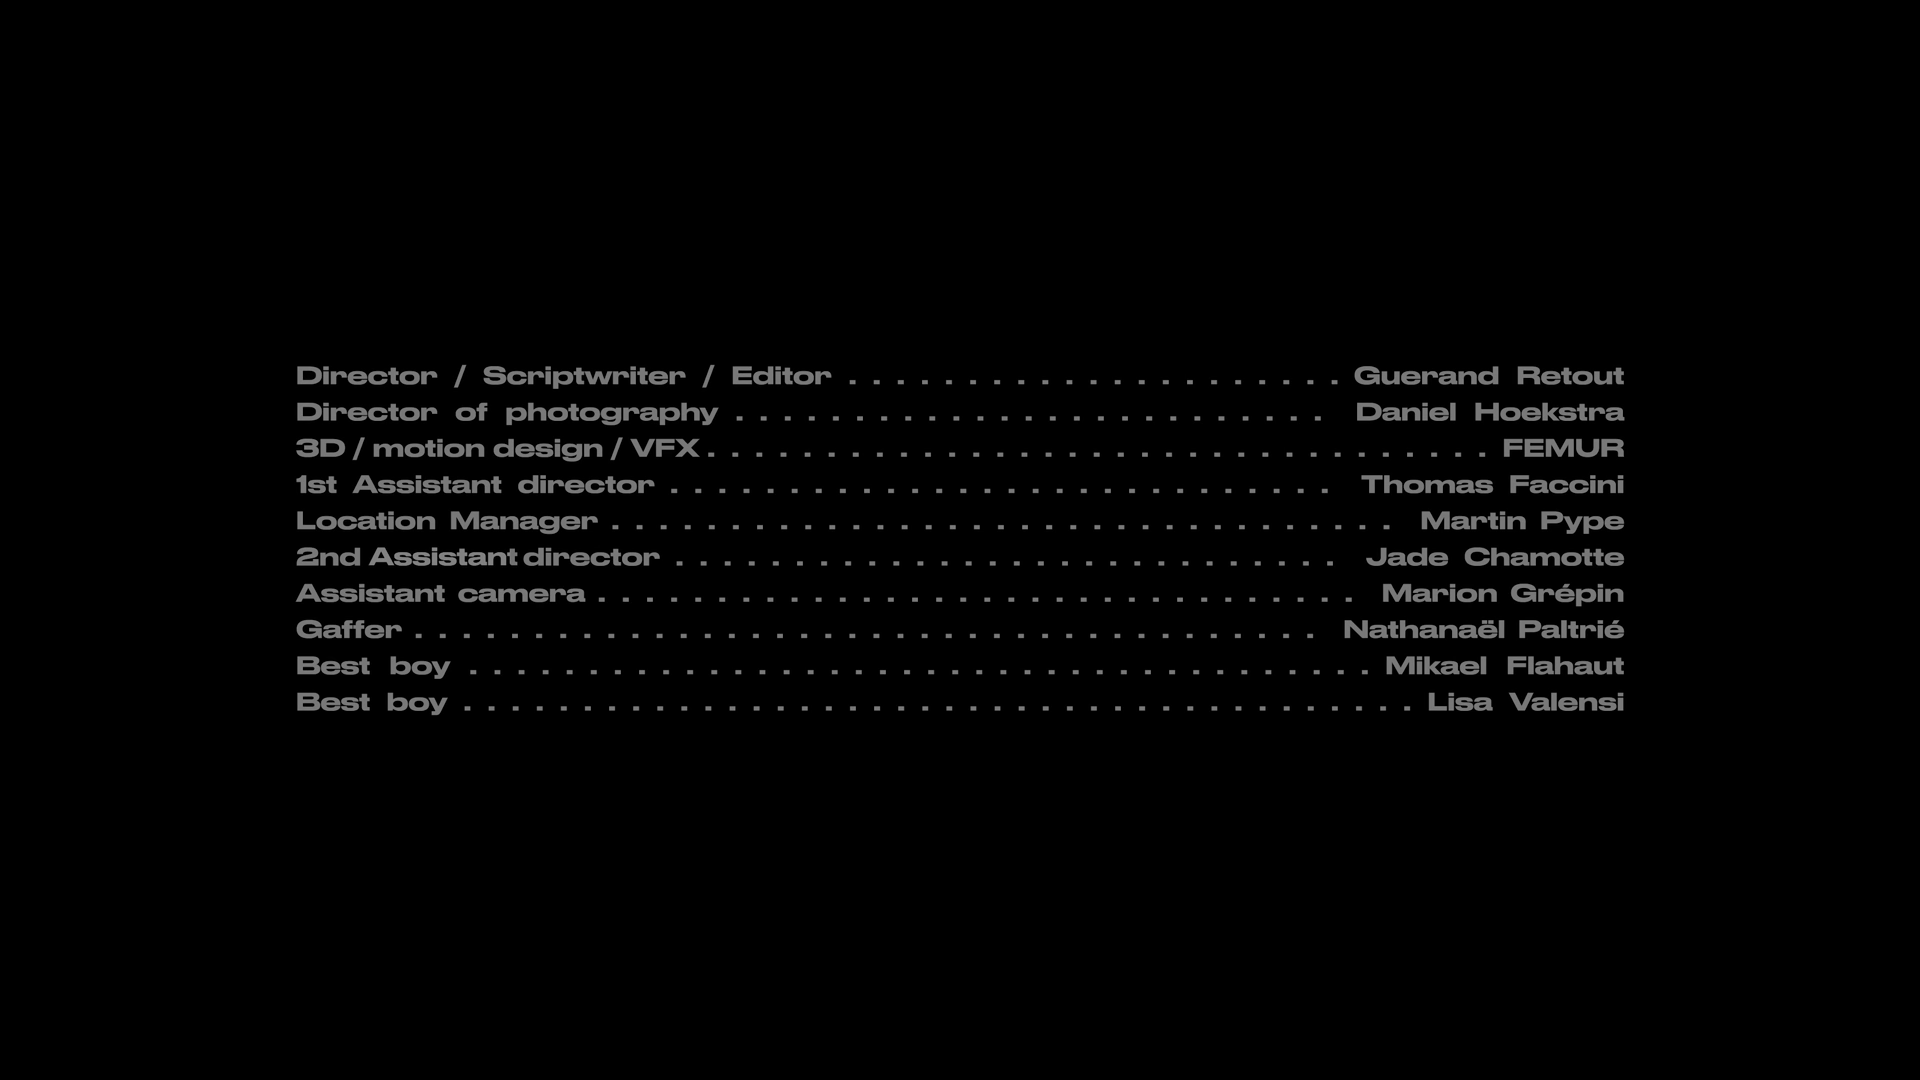 Director / Scriptwriter / Editor . . . . . . . . . . . . . . . . . . . . . Guerand Retout
Director of photography . . . . . . . . . . . . . . . . . . . . . . . . . Daniel Hoekstra
3D / motion design / VFX . . . . . . . . . . . . . . . . . . . . . . . . . . . . . . . . . FEMUR
1st Assistant director . . . . . . . . . . . . . . . . . . . . . . . . . . . . Thomas Faccini
Location Manager . . . . . . . . . . . . . . . . . . . . . . . . . . . . . . . . . Martin Pype
2nd Assistant director . . . . . . . . . . . . . . . . . . . . . . . . . . . . Jade Chamotte
Assistant camera . . . . . . . . . . . . . . . . . . . . . . . . . . . . . . . . Marion Grépin
Gaffer . . . . . . . . . . . . . . . . . . . . . . . . . . . . . . . . . . . . . . Nathanaël Paltrié
Best boy . . . . . . . . . . . . . . . . . . . . . . . . . . . . . . . . . . . . . . Mikael Flahaut
Best boy . . . . . . . . . . . . . . . . . . . . . . . . . . . . . . . . . . . . . . . . Lisa Valensi